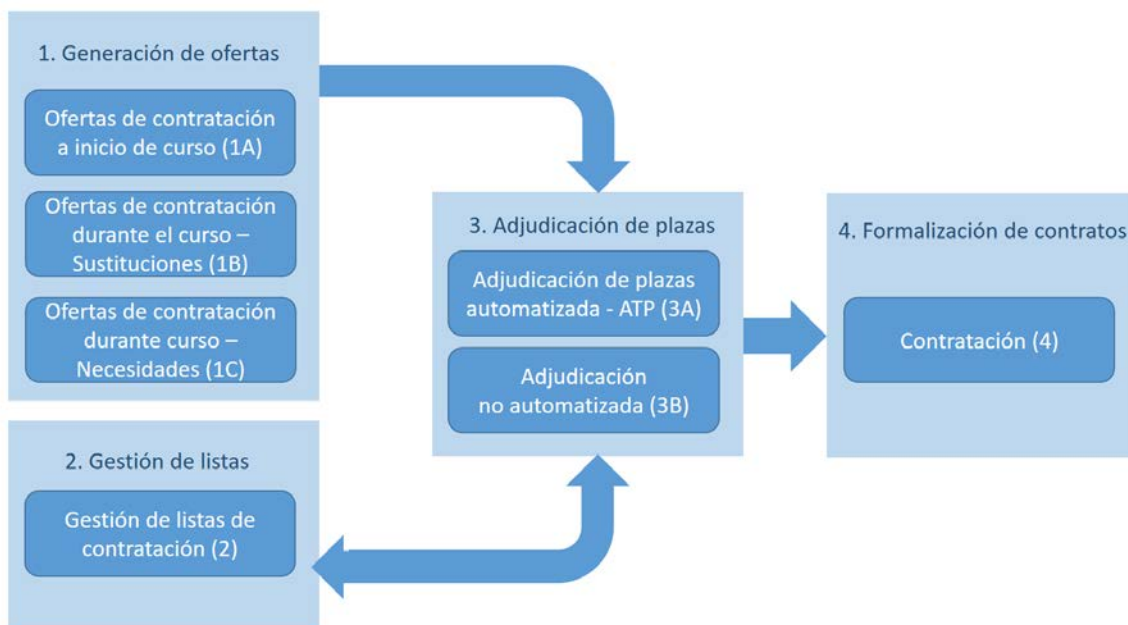 1. Generación de ofertas
Ofertas de contratación
a inicio de curso (1A)
Ofertas de contratación
durante el curso –
Sustituciones (1B)
Ofertas de contratación
durante curso –
Necesidades (1C)
2. Gestión de listas
Gestión de listas de
contratación (2)
3. Adjudicación de plazas
Adjudicación de plazas
automatizada - ATP (3A)
Adjudicación
no automatizada (3B)
4. Formalización de contratos
Contratación (4)